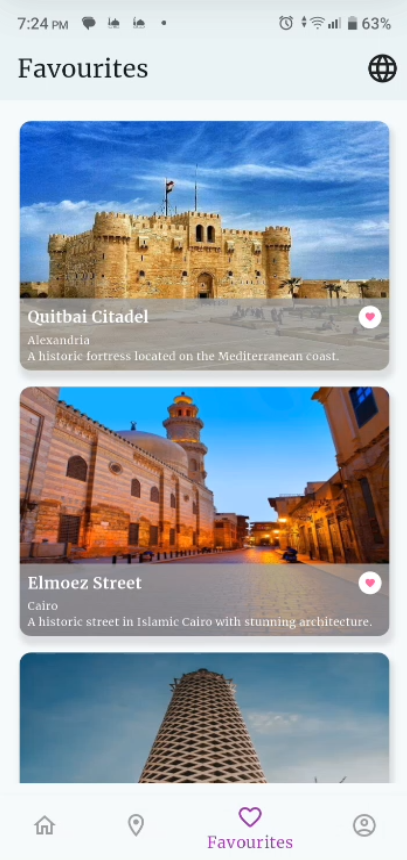 7:24 PM
63%
Favourites
Quitbai Citadel
Alexandria
A historic fortress located on the Mediterranean coast.
Elmoez Street
Cairo
A historic street in Islamic Cairo with stunning architecture.
Favourites